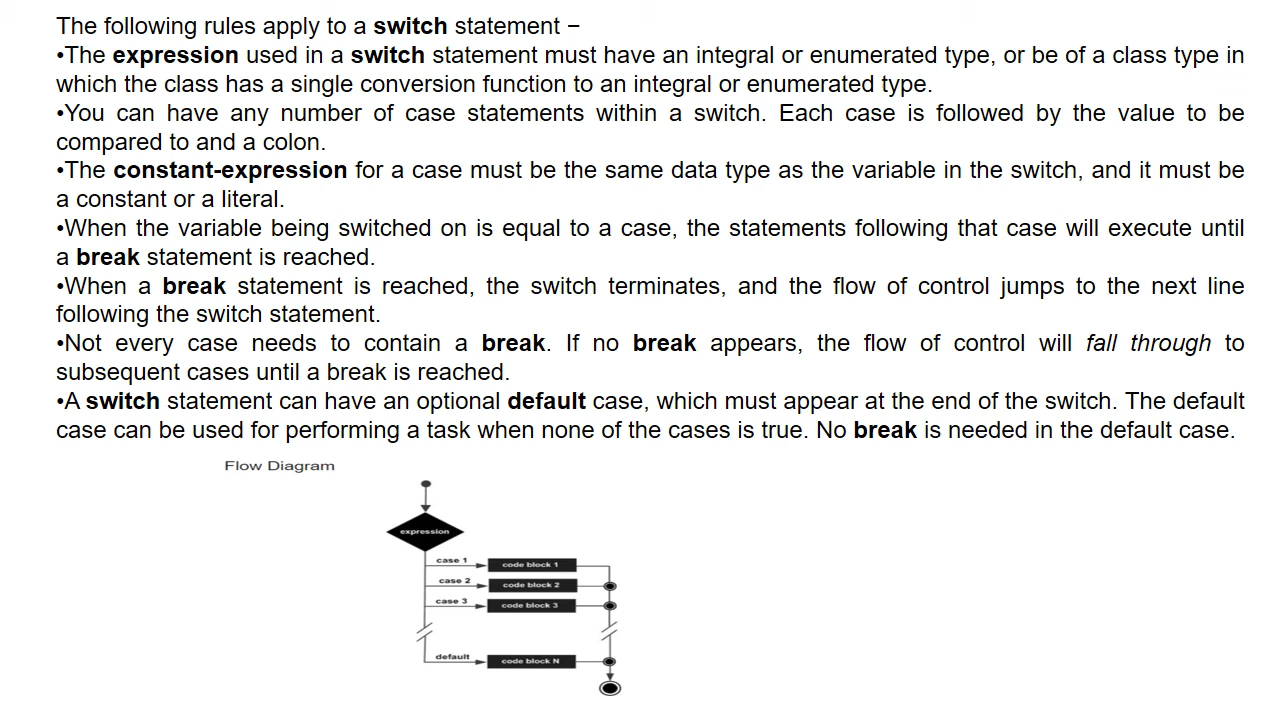 The following rules apply to a switch statement −
•The expression used in a switch statement must have an integral or enumerated type, or be of a class type in
which the class has a single conversion function to an integral or enumerated type.
•You can have any number of case statements within a switch. Each case is followed by the value to be
compared to and a colon.
•The constant-expression for a case must be the same data type as the variable in the switch, and it must be
a constant or a literal.
•When the variable being switched on is equal to a case, the statements following that case will execute until
a break statement is reached.
•When a break statement is reached, the switch terminates, and the flow of control jumps to the next line
following the switch statement.
•Not every case needs to contain a break. If no break appears, the flow of control will fall through to
subsequent cases until a break is reached.
•A switch statement can have an optional default case, which must appear at the end of the switch. The default
case can be used for performing a task when none of the cases is true. No break is needed in the default case.
Flow Diagram
expression
case 1
code block 1
case 2
code block 2
case 3
code block 3
default
code block N